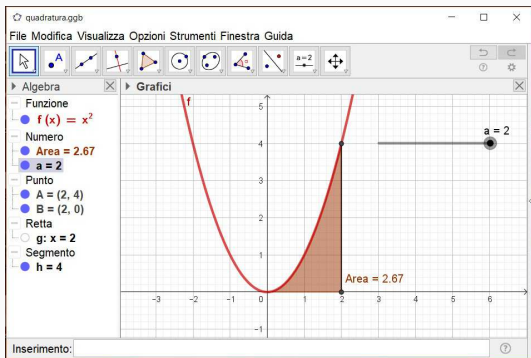 quadratura.ggb
File Modifica Visualizza Opzioni Strumenti Finestra Guida
A
a=2
Algebra
Grafici
Funzione
f(x) = x²
Numero
Area = 2.67
a = 2
Punto
A = (2, 4)
B = (2, 0)
Retta
g: x = 2
Segmento
h = 4
f
a = 2
5
4
3
2
1
-1
-3 -2 -1 0 1 2 3 4 5 6
Area = 2.67
Inserimento: